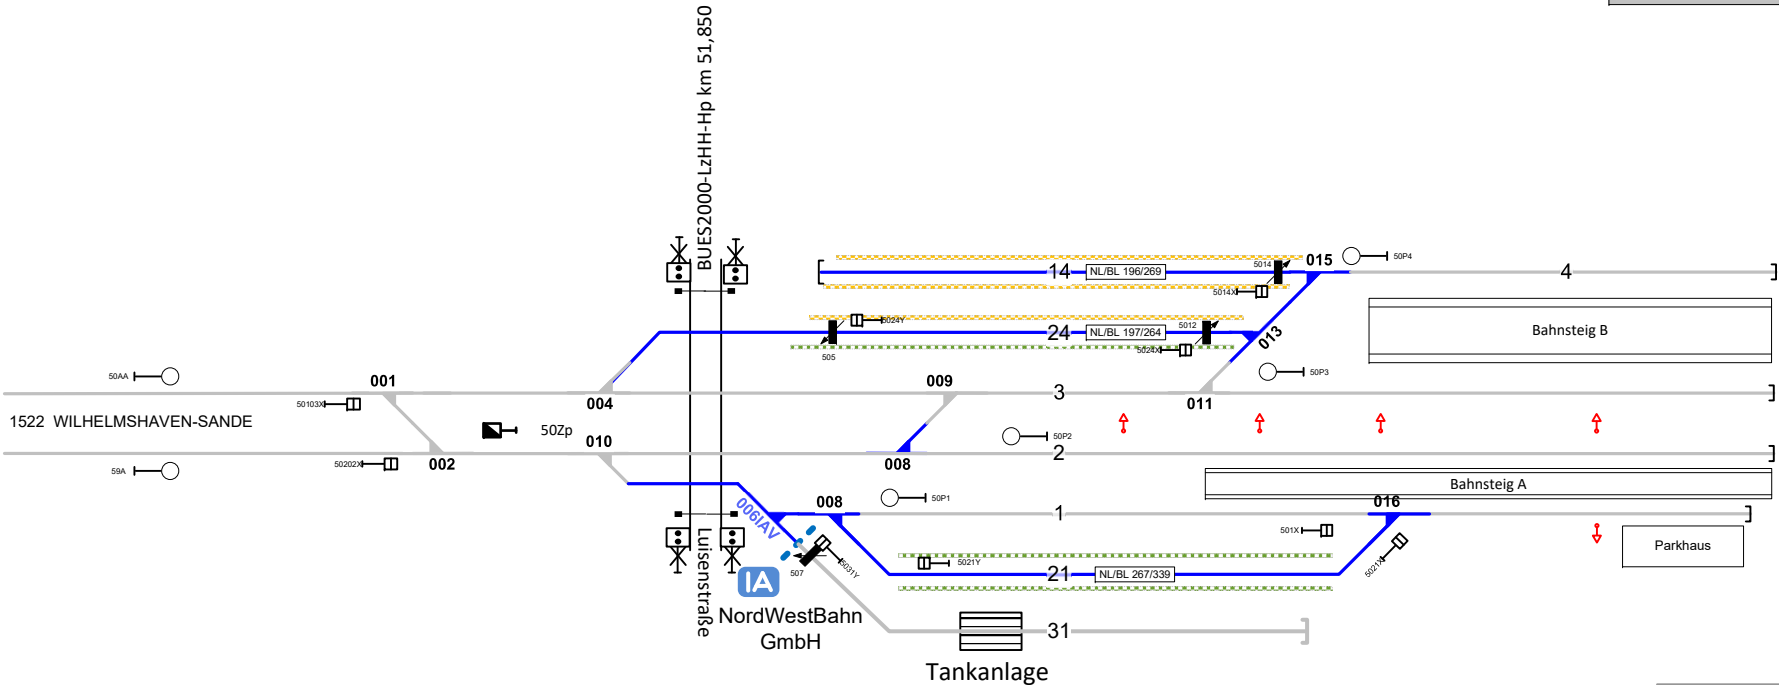 BUES2000-LzHH-Hp km 51,850
015
50P4
14
NL/BL 196/269
5014
4
5014X
5024Y
5012
24
NL/BL 197/264
013
Bahnsteig B
505
5024X
50AA
001
009
50P3
50103X
004
3
011
1522 WILHELMSHAVEN-SANDE
50Zp
010
50P2
59A
50202X
002
008
2
Bahnsteig A
006IAV
008
50P1
1
016
501X
Parkhaus
Luisenstraße
507
5031Y
5021Y
5021X
21
NL/BL 267/339
IA
NordWestBahn
GmbH
31
Tankanlage